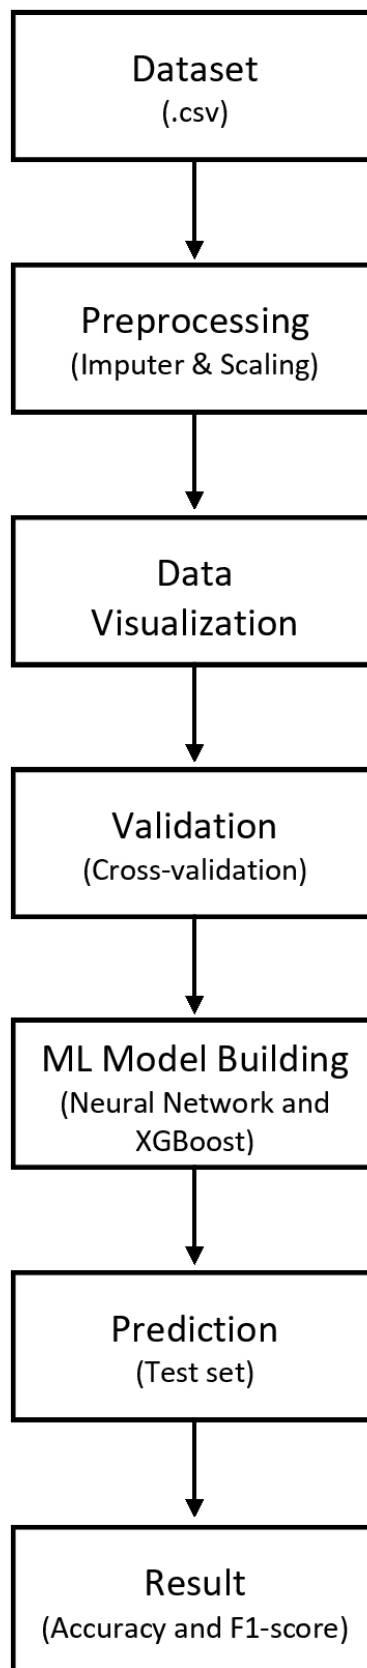 Dataset
(.csv)
Preprocessing
(Imputer & Scaling)
Data
Visualization
Validation
(Cross-validation)
ML Model Building
(Neural Network and
XGBoost)
Prediction
(Test set)
Result
(Accuracy and F1-score)